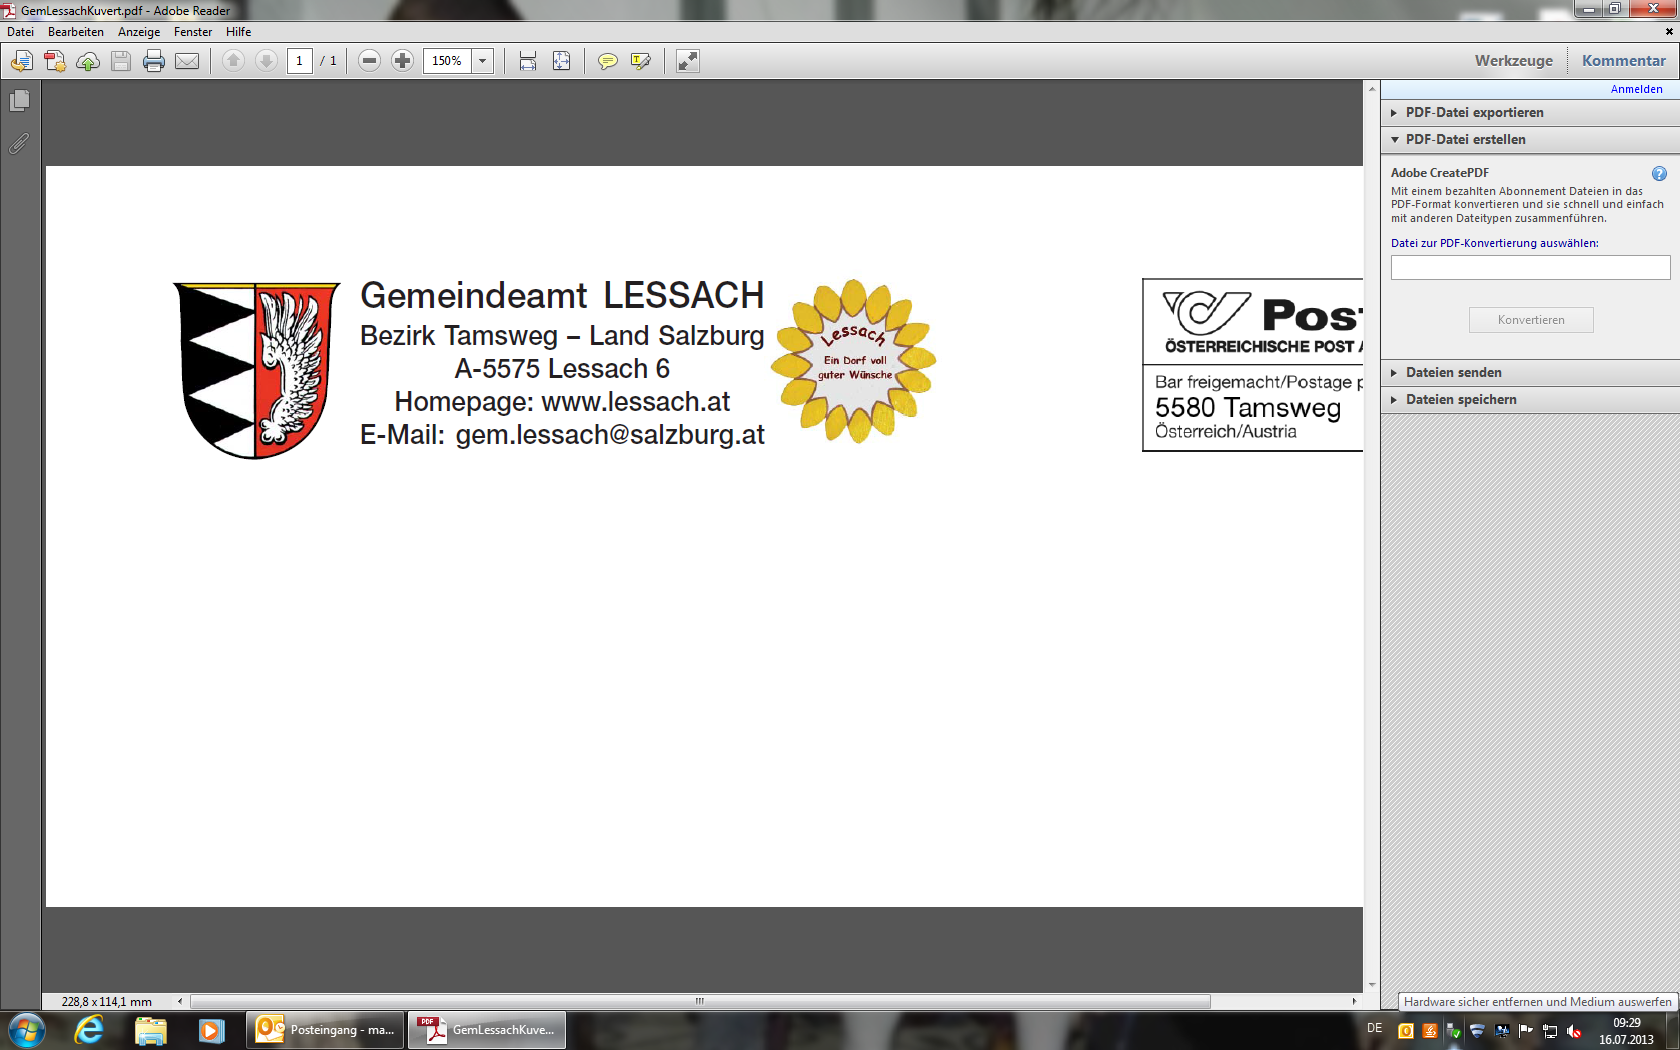 GemLessachKuvert.pdf - Adobe Reader
Datei Bearbeiten Anzeige Fenster Hilfe
1 / 1 150% Werkzeuge Kommentar
Anmelden
PDF-Datei exportieren
PDF-Datei erstellen
Adobe CreatePDF
Mit einem bezahlten Abonnement Dateien in das
PDF-Format konvertieren und sie schnell und einfach
mit anderen Dateitypen zusammenführen.
Datei zur PDF-Konvertierung auswählen:
Konvertieren
Dateien senden
Dateien speichern
Gemeindeamt LESSACH
Bezirk Tamsweg – Land Salzburg
A-5575 Lessach 6
Homepage: www.lessach.at
E-Mail: gem.lessach@salzburg.at
Lessach
Ein Dorf voll
guter Wünsche
Pos
ÖSTERREICHISCHE POST A
Bar freigemacht/Postage p
5580 Tamsweg
Österreich/Austria
228,8 x 114,1 mm
Hardware sicher entfernen und Medium auswerfen
Posteingang - ma...
GemLessachKuve...
DE
09:29
16.07.2013